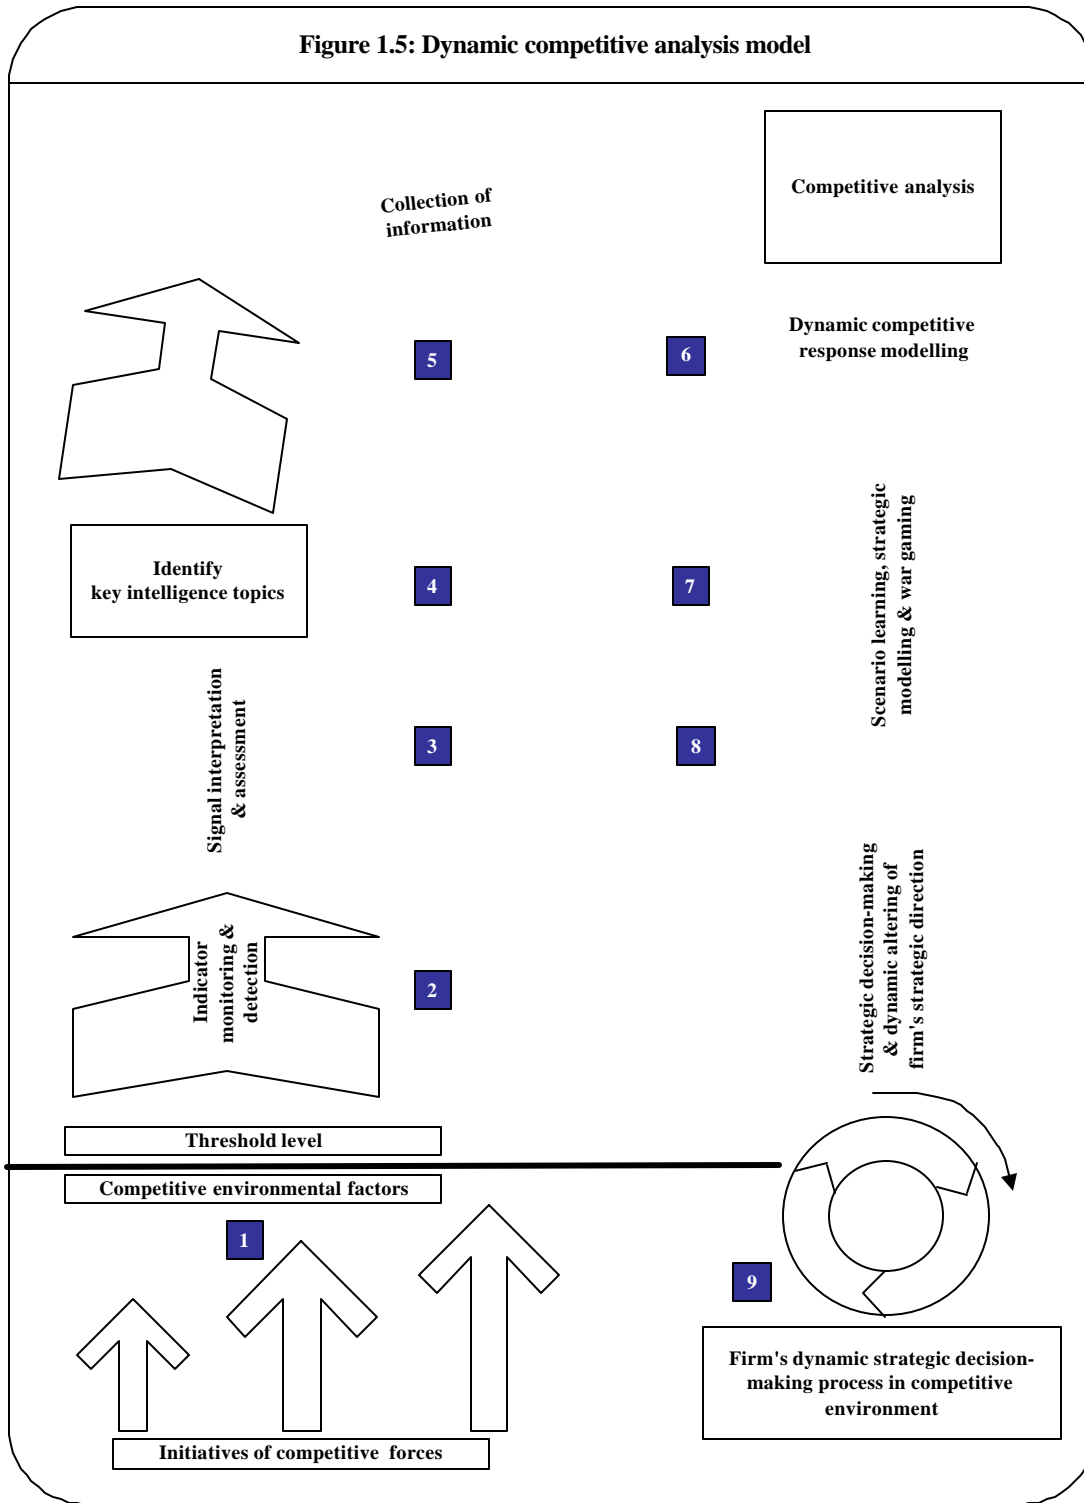 Figure 1.5: Dynamic competitive analysis model
Competitive analysis
Collection of
information
Dynamic competitive
response modelling
5
6
Scenario learning, strategic
modelling & war gaming
Identify
key intelligence topics
4
7
Signal interpretation
& assessment
3
8
Strategic decision-making
& dynamic altering of
firm's strategic direction
Indicator
monitoring &
detection
2
Threshold level
Competitive environmental factors
1
9
Firm's dynamic strategic decision-
making process in competitive
environment
Initiatives of competitive forces